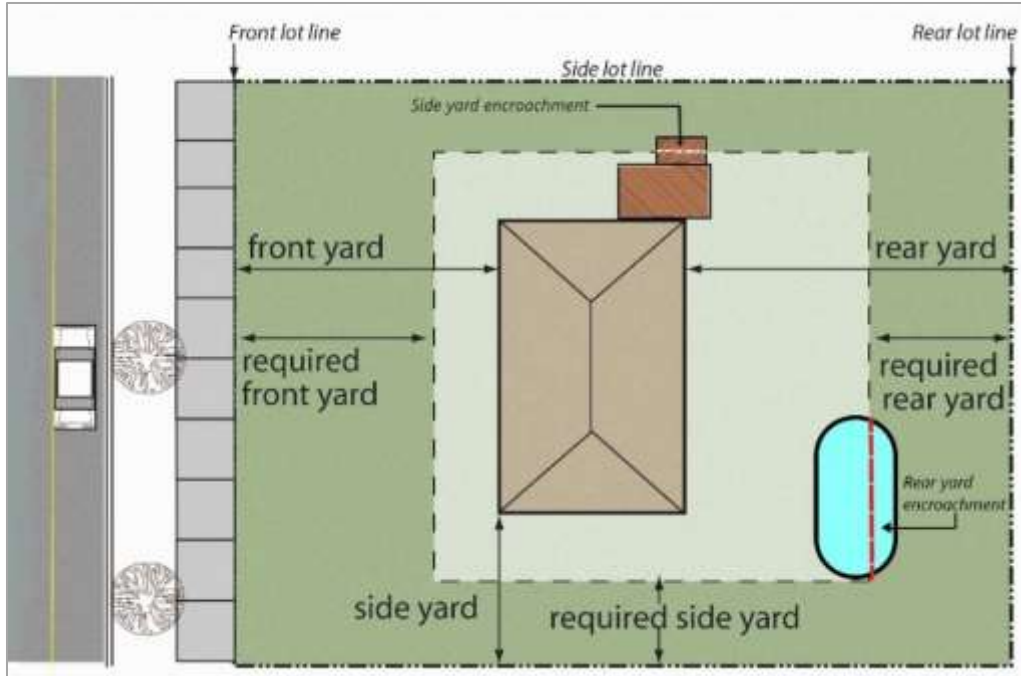 Front lot line
Rear lot line
Side lot line
Side yard encroachment
front yard
rear yard
required
front yard
required
rear yard
Rear yard
encroachment
side yard
required side yard